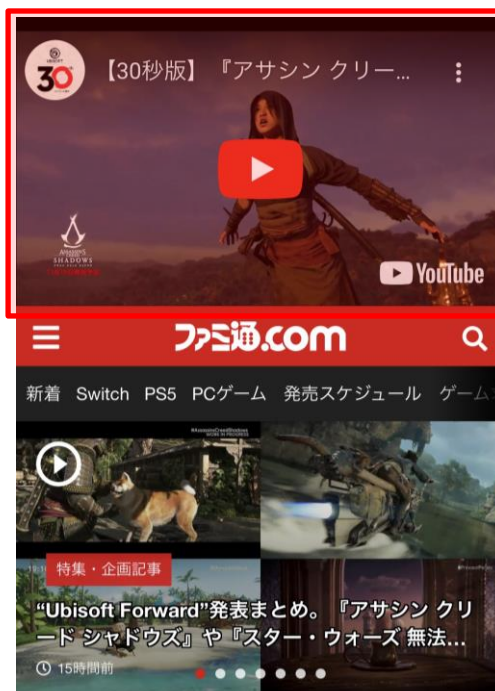 UBISOFT
30
【30秒版】『アサシン クリー...
ASSASSIN'S
SHADOWS
YouTube
ファミ通.com
新着 Switch PS5 PCゲーム 発売スケジュール ゲーム
#AssassinsCreedShadows
WORK IN PROGRESS
特集・企画記事
“Ubisoft Forward”発表まとめ。『アサシン クリ
ード シャドウズ』や『スター・ウォーズ 無法...
15時間前